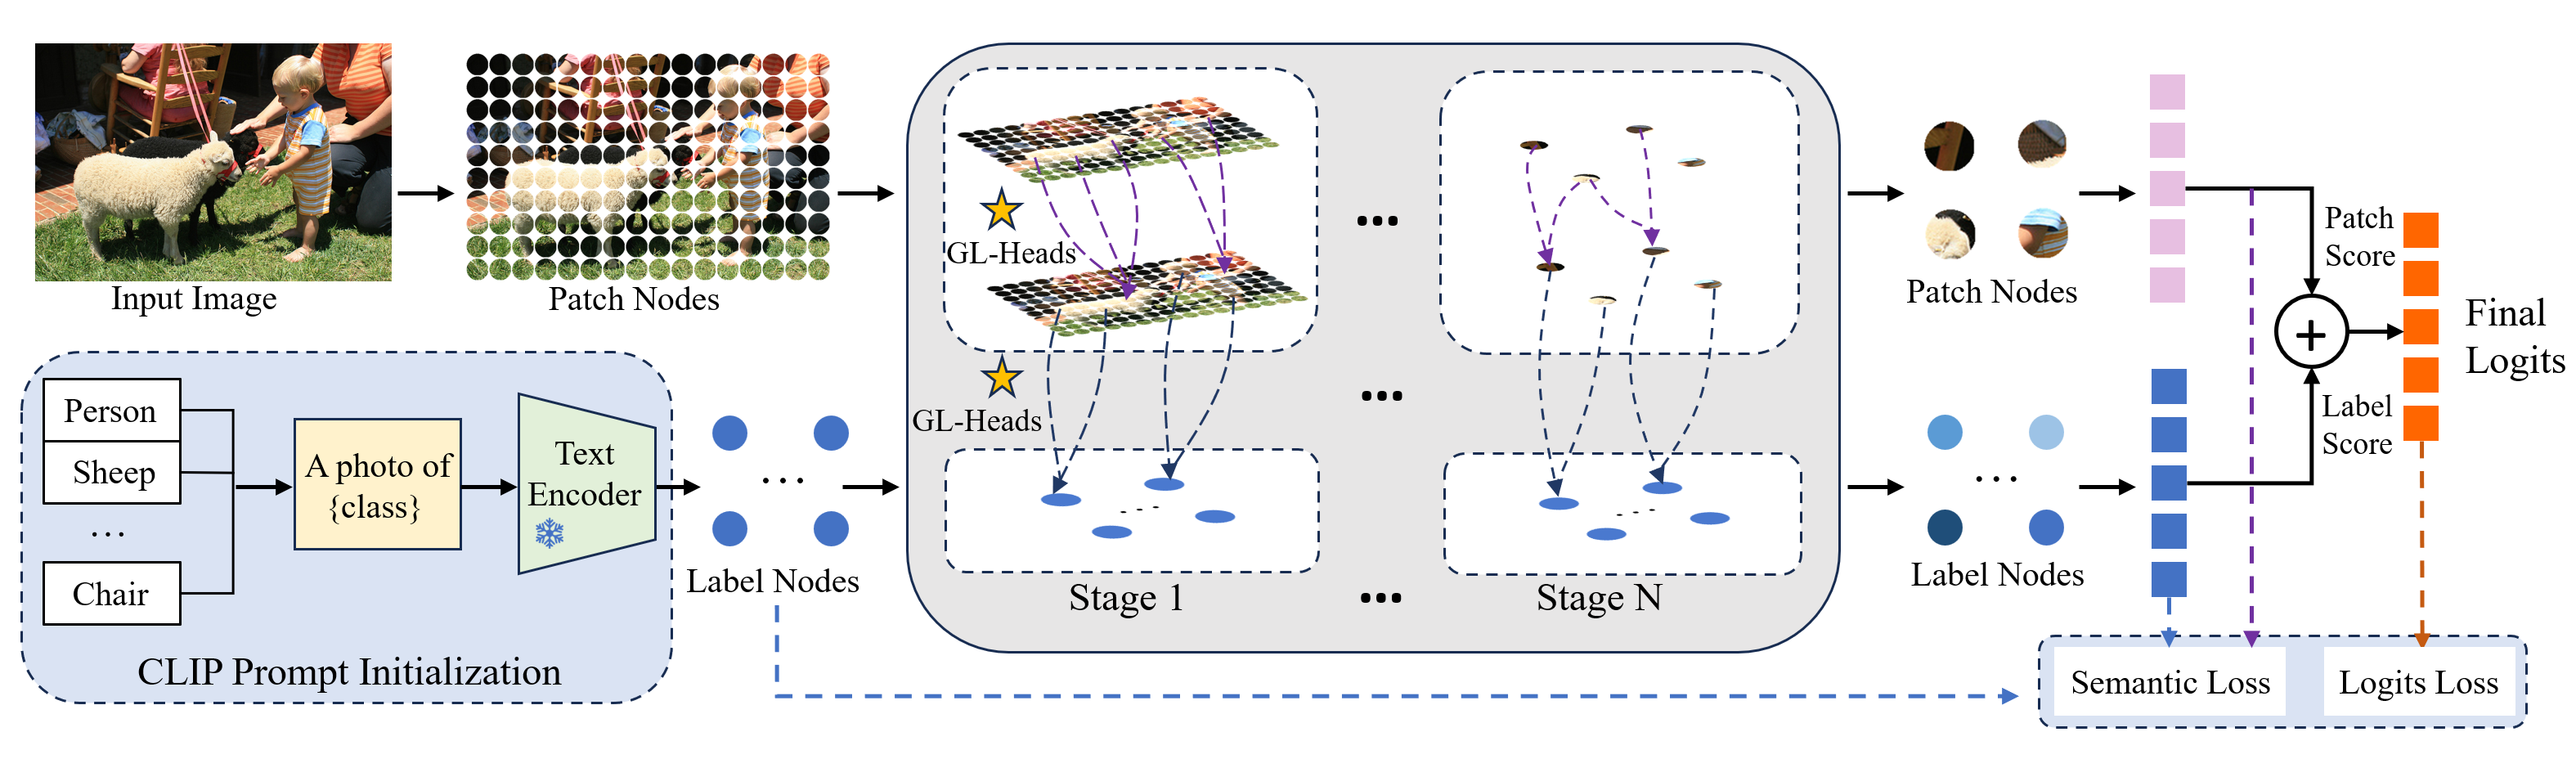 Input Image
Patch Nodes
Person
Sheep
...
Chair
A photo of
{class}
Text
Encoder
CLIP Prompt Initialization
...
Label Nodes
GL-Heads
GL-Heads
...
...
Stage 1
...
Stage N
Patch Nodes
...
Label Nodes
Patch
Score
+
Label
Score
Final
Logits
Semantic Loss
Logits Loss